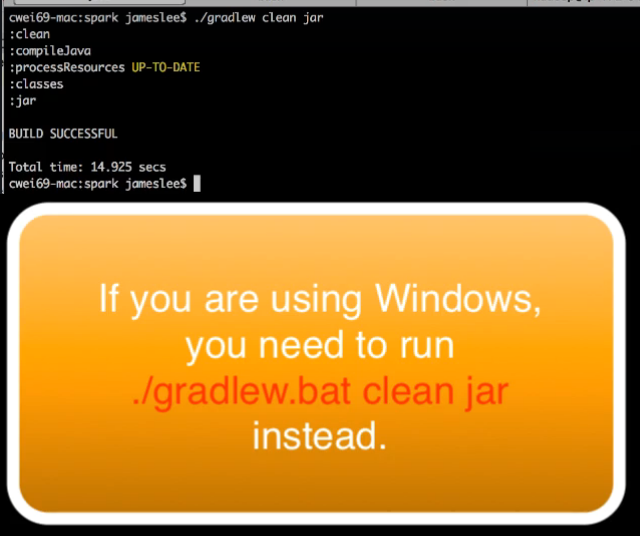 cwei69-mac:spark jameslee$ ./gradlew clean jar
:clean
:compileJava
:processResources UP-TO-DATE
:classes
:jar
BUILD SUCCESSFUL
Total time: 14.925 secs
cwei69-mac:spark jameslee$
If you are using Windows,
you need to run
./gradlew.bat clean jar
instead.